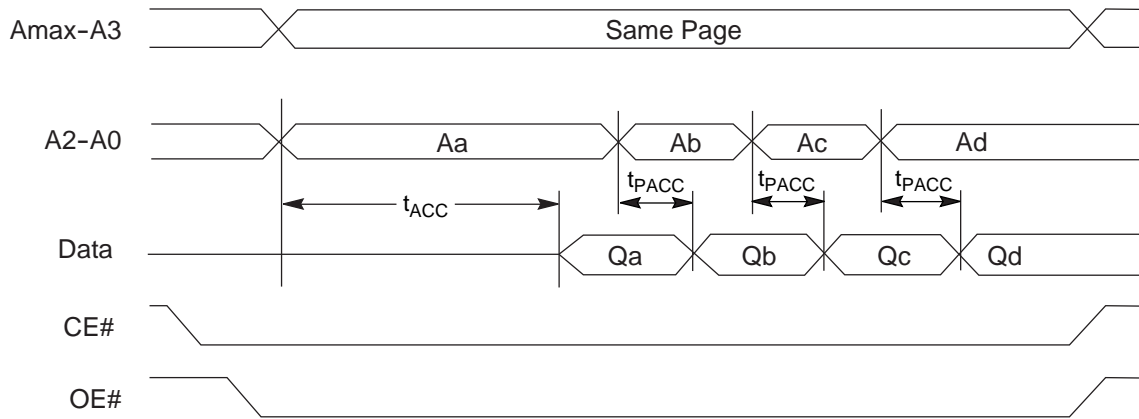 Amax-A3 Same Page
A2-A0 Aa Ab Ac Ad
tACC tPACC tPACC tPACC
Data Qa Qb Qc Qd
CE#
OE#